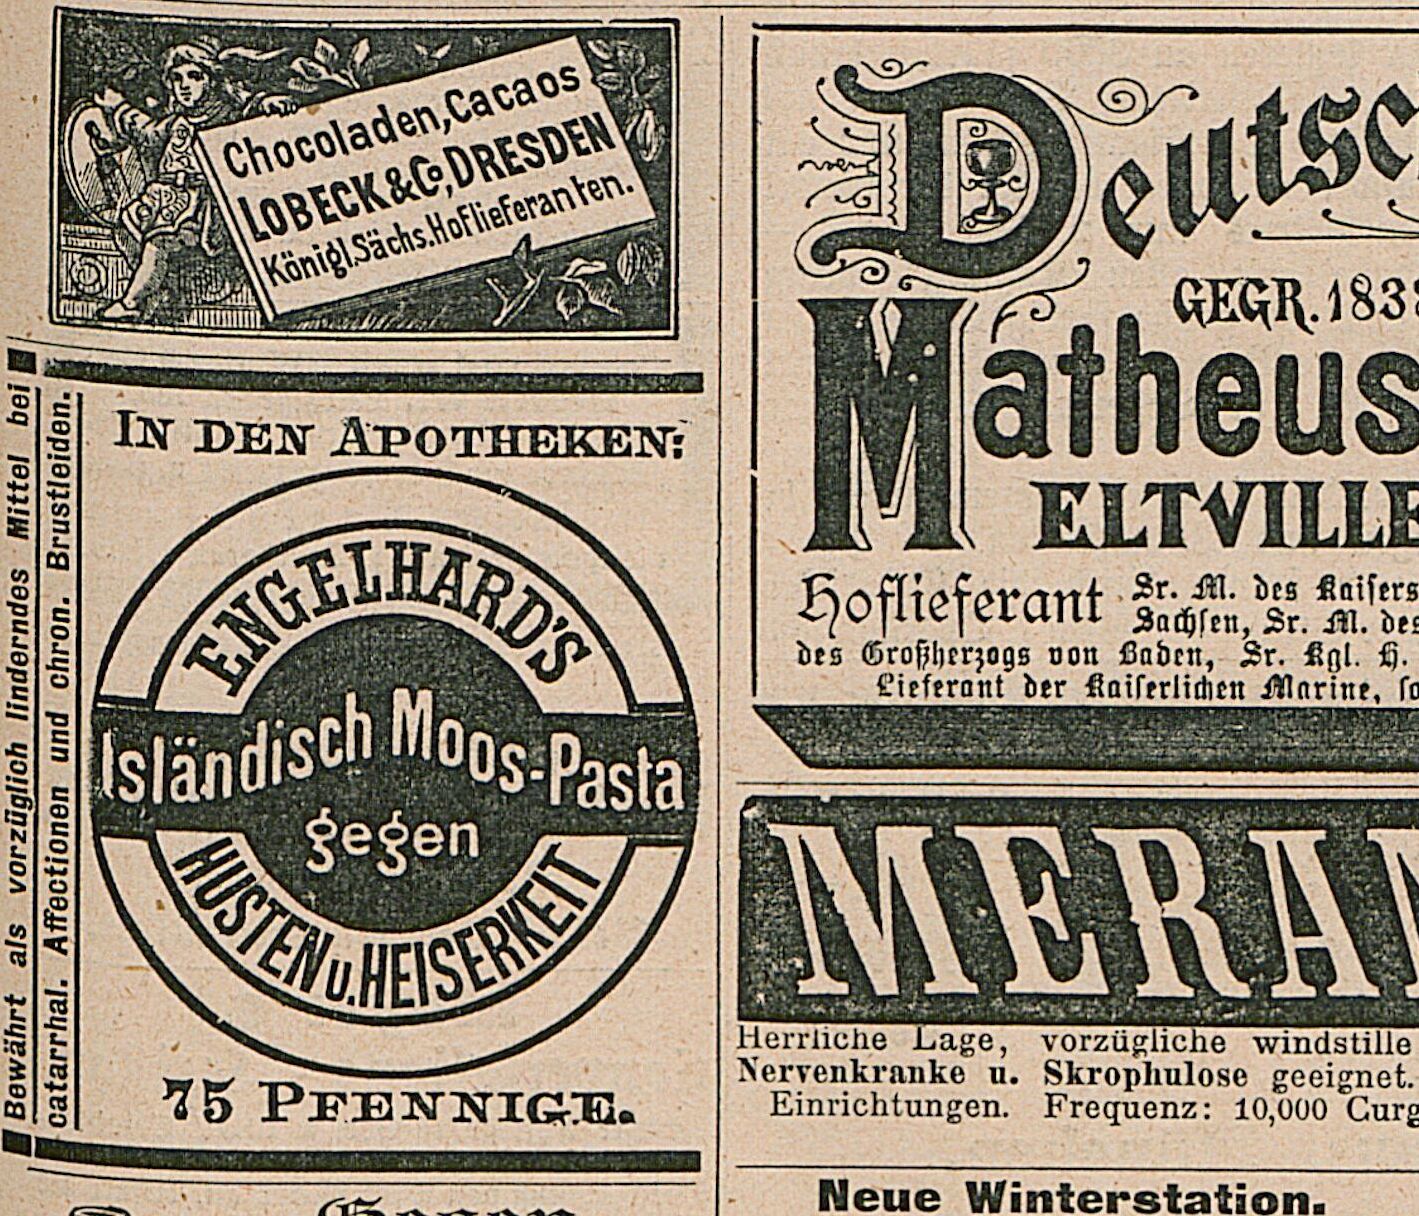 Chocoladen, Cacaos
LOBECK & Co, DRESDEN
Königl. Sächs. Hoflieferanten.
Bewährt als vorzüglich linderndes Mittel bei
catarrhal. Affectionen und chron. Brustleiden.
IN DEN APOTHEKEN:
ENGELHARD'S
Isländisch Moos-Pasta
gegen
HUSTEN u. HEISERKEIT
75 PFENNIGE.
Deutsc
GEGR. 183
Matheus
ELTVILLE
Hoflieferant Sr. M. des Kaisers
Sachsen, Sr. M. des
des Großherzogs von Baden, Sr. Kgl. H.
Lieferant der Kaiserlichen Marine, so
MERAN
Herrliche Lage, vorzügliche windstille
Nervenkranke u. Skrophulose geeignet.
Einrichtungen. Frequenz: 10,000 Curg
Neue Winterstation.